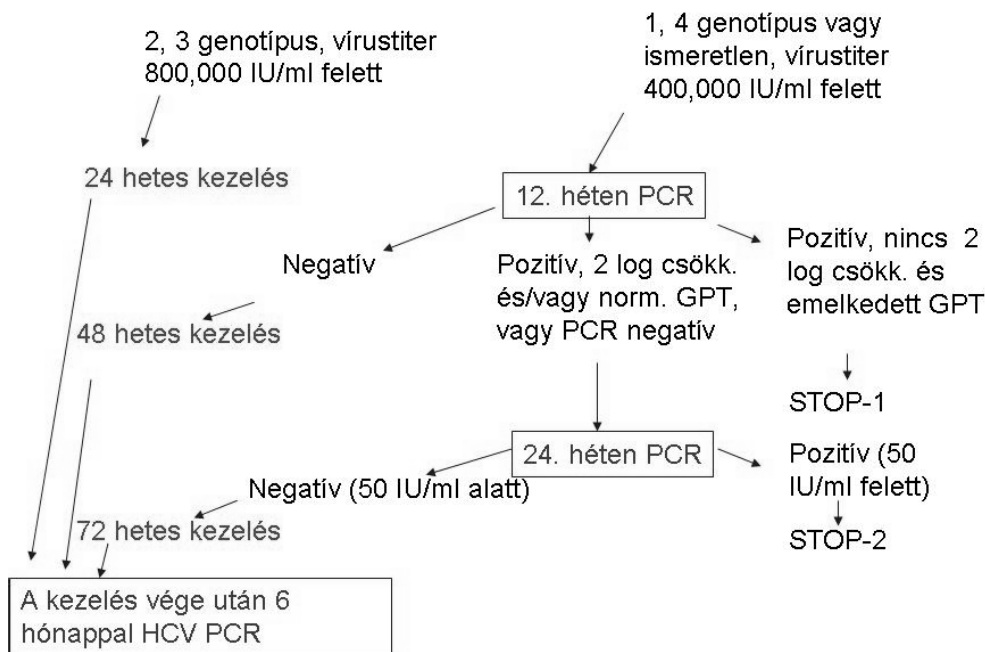 2, 3 genotípus, vírustiter
800,000 IU/ml felett
1, 4 genotípus vagy
ismeretlen, vírustiter
400,000 IU/ml felett
24 hetes kezelés
12. héten PCR
Negatív
Pozitív, 2 log csökk.
és/vagy norm. GPT,
vagy PCR negatív
Pozitív, nincs 2
log csökk. és
emelkedett GPT
48 hetes kezelés
STOP-1
24. héten PCR
Negatív (50 IU/ml alatt)
Pozitív (50
IU/ml felett)
72 hetes kezelés
STOP-2
A kezelés vége után 6
hónappal HCV PCR